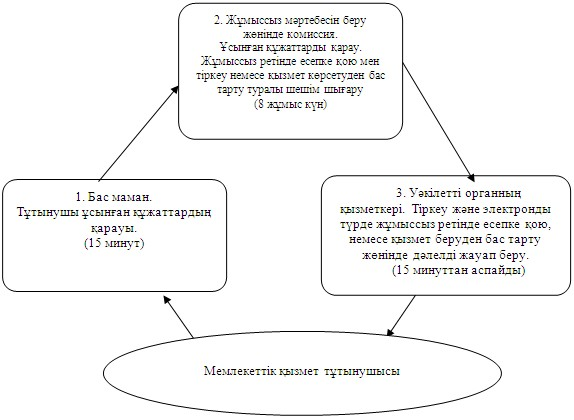 2. Жұмыссыз мәртебесін беру
жөнінде комиссия.
Ұсынған құжаттарды қарау.
Жұмыссыз ретінде есепке қою мен
тіркеу немесе қызмет көрсетуден бас
тарту туралы шешім шығару
(8 жұмыс күн)
1. Бас маман.
Тұтынушы ұсынған құжаттардың
қарауы.
(15 минут)
3. Уәкілетті органның
қызметкері. Тіркеу және электронды
түрде жұмыссыз ретінде есепке қою,
немесе қызмет беруден бас тарту
жөнінде дәлелді жауап беру.
(15 минуттан аспайды)
Мемлекеттік қызмет тұтынушысы